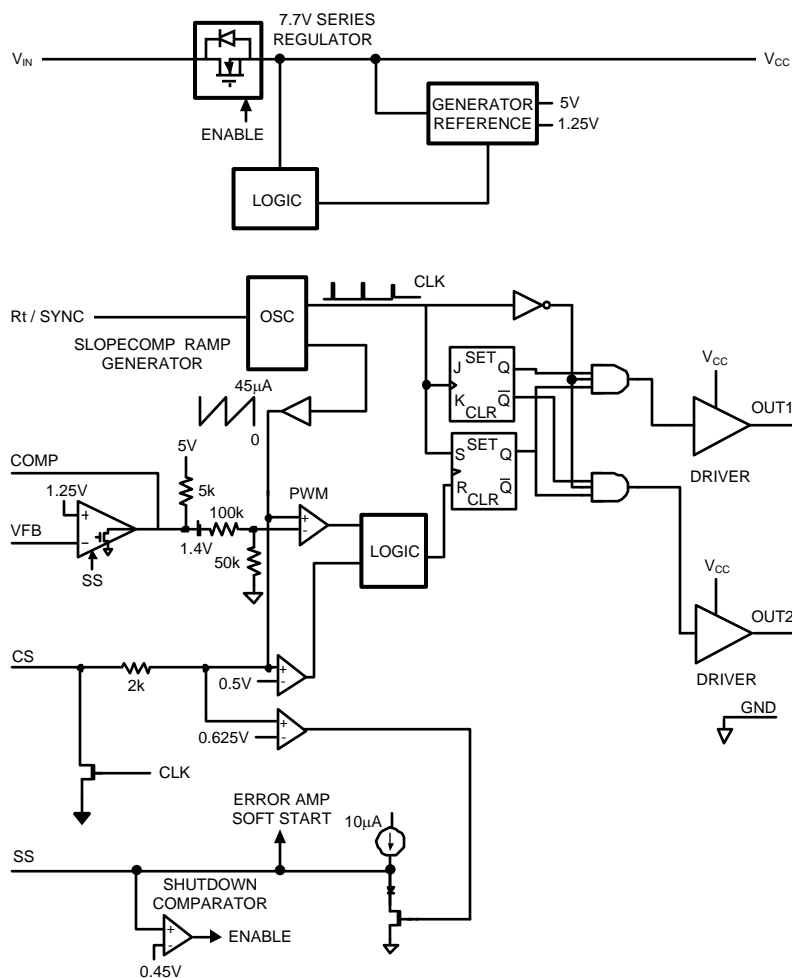 7.7V SERIES
REGULATOR
VIN
VCC
ENABLE
GENERATOR
REFERENCE
5V
1.25V
LOGIC
CLK
Rt / SYNC
OSC
SLOPECOMP RAMP
GENERATOR
45μA
0
SET
J
Q
K
Q
CLR
SET
S
Q
R
Q
CLR
VCC
OUT1
DRIVER
COMP
5V
5k
1.25V
+
VFB
-
SS
1.4V
100k
50k
PWM
+
-
LOGIC
VCC
OUT2
DRIVER
CS
2k
0.5V
+
-
GND
0.625V
+
-
CLK
ERROR AMP
SOFT START
10μA
SS
SHUTDOWN
COMPARATOR
+
-
ENABLE
0.45V